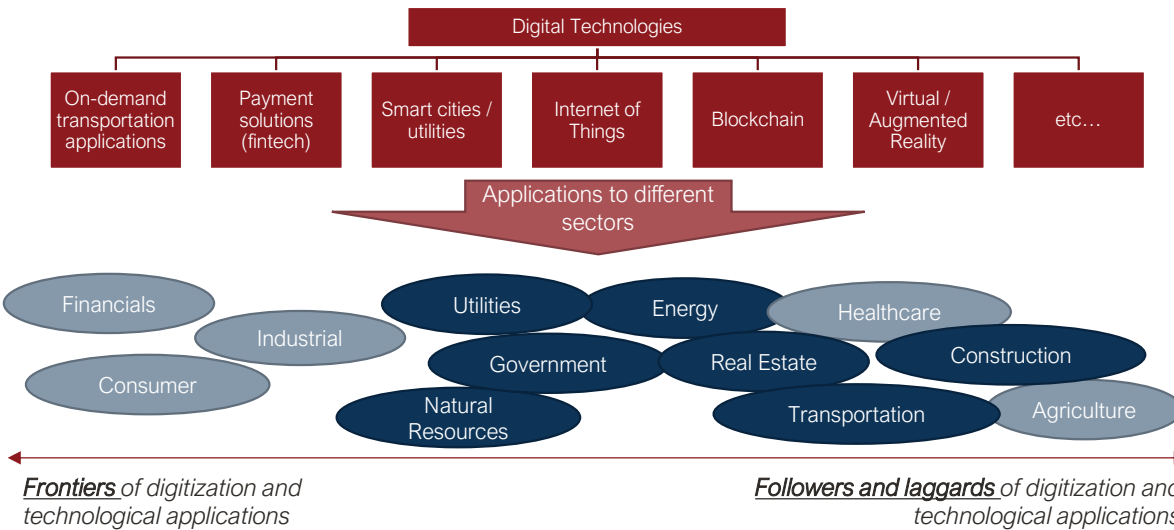 Digital Technologies
On-demand
transportation
applications
Payment
solutions
(fintech)
Smart cities /
utilities
Internet of
Things
Blockchain
Virtual /
Augmented
Reality
etc...
Applications to different
sectors
Financials
Utilities
Energy
Healthcare
Industrial
Government
Real Estate
Construction
Consumer
Natural
Resources
Transportation
Agriculture
Frontiers of digitization and
technological applications
Followers and laggards of digitization and
technological applications